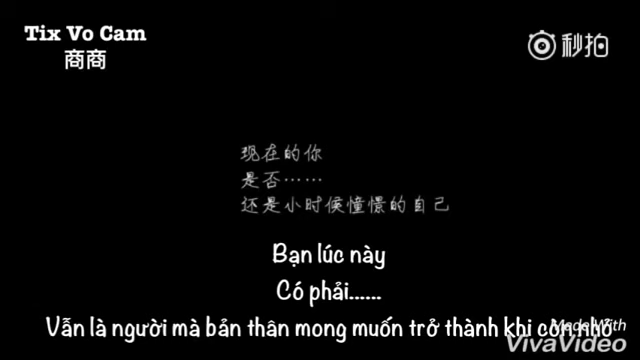 Tix Vo Cam
商商
秒拍
现在的你
是否……
还是小时候憧憬的自己
Bạn lúc này
Có phải......
Vẫn là người mà bản thân mong muốn trở thành khi còn nhỏ
Made With
VivaVideo